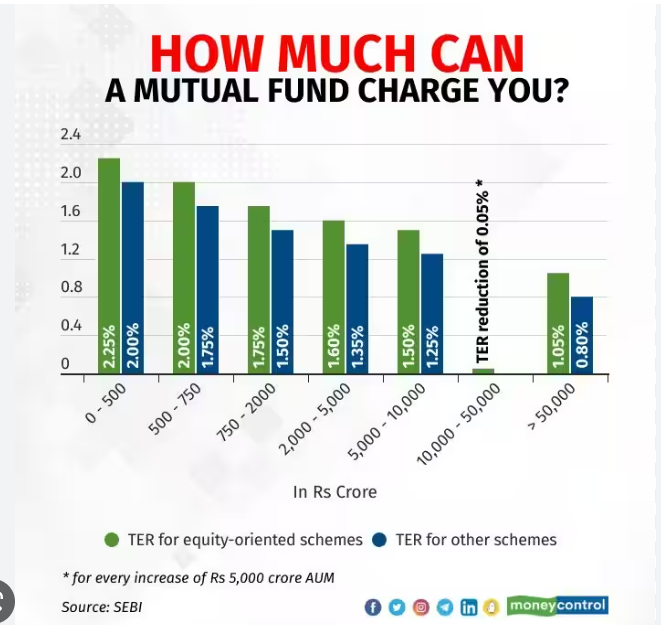 HOW MUCH CAN
A MUTUAL FUND CHARGE YOU?
2.4
2.0
1.6
1.2
0.8
0.4
0
2.25%
2.00%
2.00%
1.75%
1.75%
1.50%
1.60%
1.35%
1.50%
1.25%
TER reduction of 0.05% *
1.05%
0.80%
0 - 500
500 - 750
750 - 2000
2,000 - 5,000
5,000 - 10,000
10,000 - 50,000
> 50,000
In Rs Crore
TER for equity-oriented schemes TER for other schemes
* for every increase of Rs 5,000 crore AUM
Source: SEBI
moneycontrol